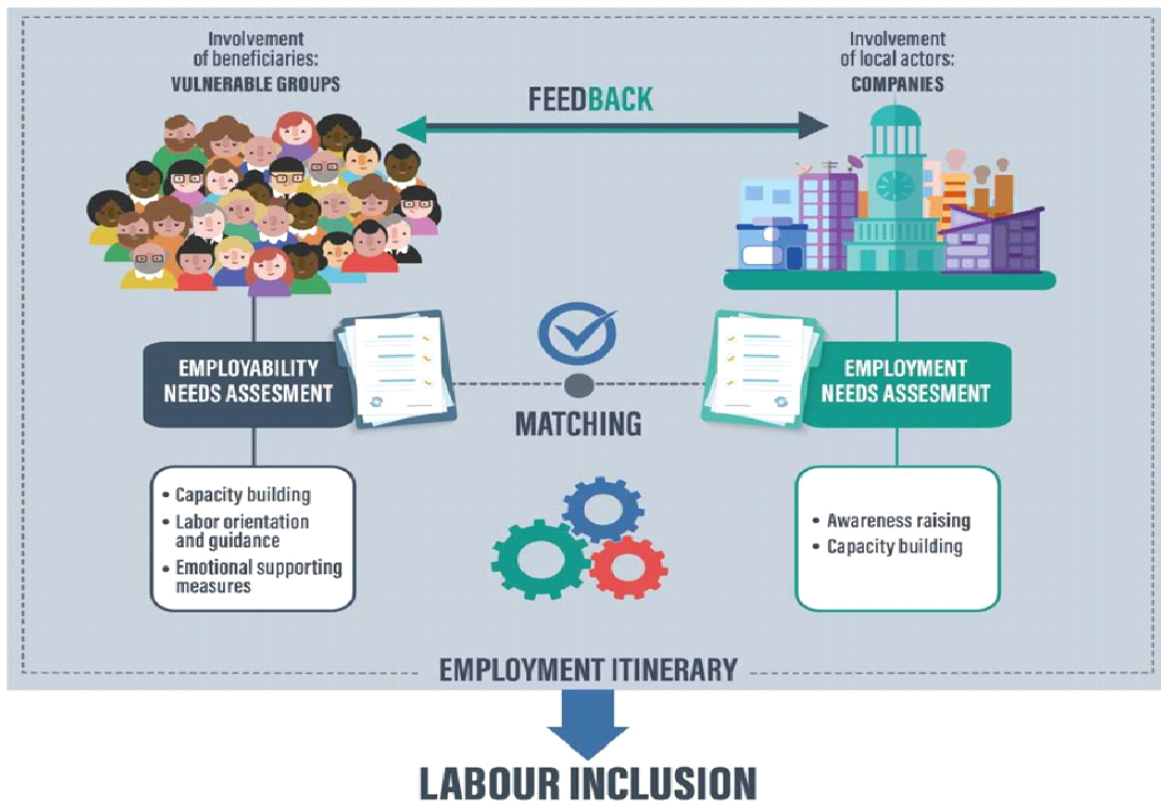 Involvement
of beneficiaries:
VULNERABLE GROUPS
Involvement
of local actors:
COMPANIES
FEEDBACK
EMPLOYABILITY
NEEDS ASSESMENT
MATCHING
EMPLOYMENT
NEEDS ASSESMENT
• Capacity building
• Labor orientation
and guidance
• Emotional supporting
measures
• Awareness raising
• Capacity building
EMPLOYMENT ITINERARY
LABOUR INCLUSION